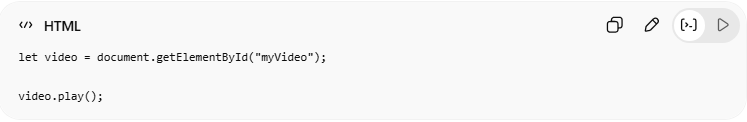 HTML
let video = document.getElementById("myVideo");
video.play();